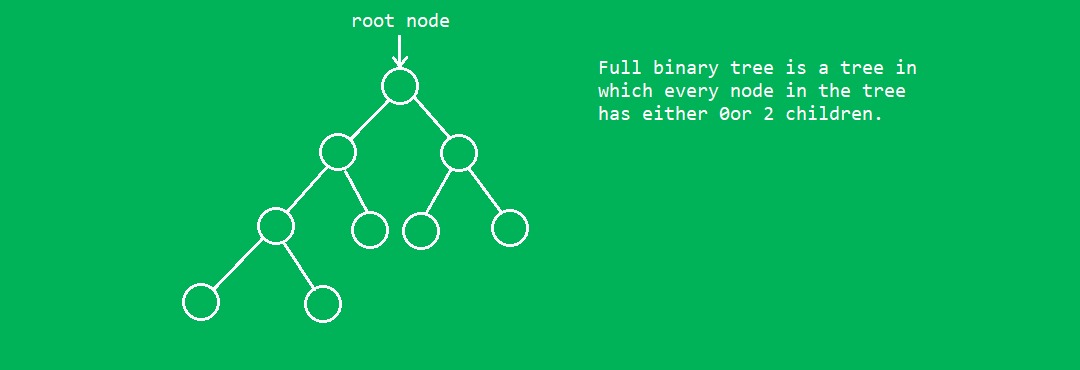 root node
Full binary tree is a tree in
which every node in the tree
has either 0or 2 children.